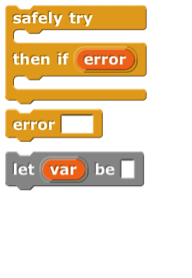 safely try
then if error
error
let var be